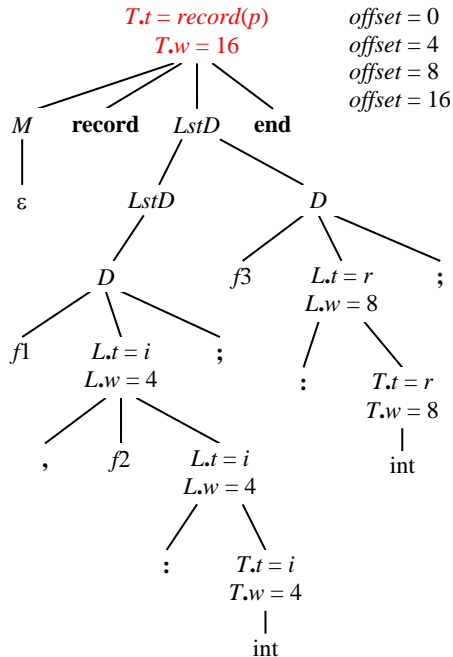 T.t = record(p)
T.w = 16
offset = 0
offset = 4
offset = 8
offset = 16
M record LstD end
ε LstD D
D f3 L.t = r ;
L.w = 8
f1 L.t = i ;
L.w = 4
: T.t = r
T.w = 8
, f2 L.t = i
L.w = 4
int
: T.t = i
T.w = 4
int